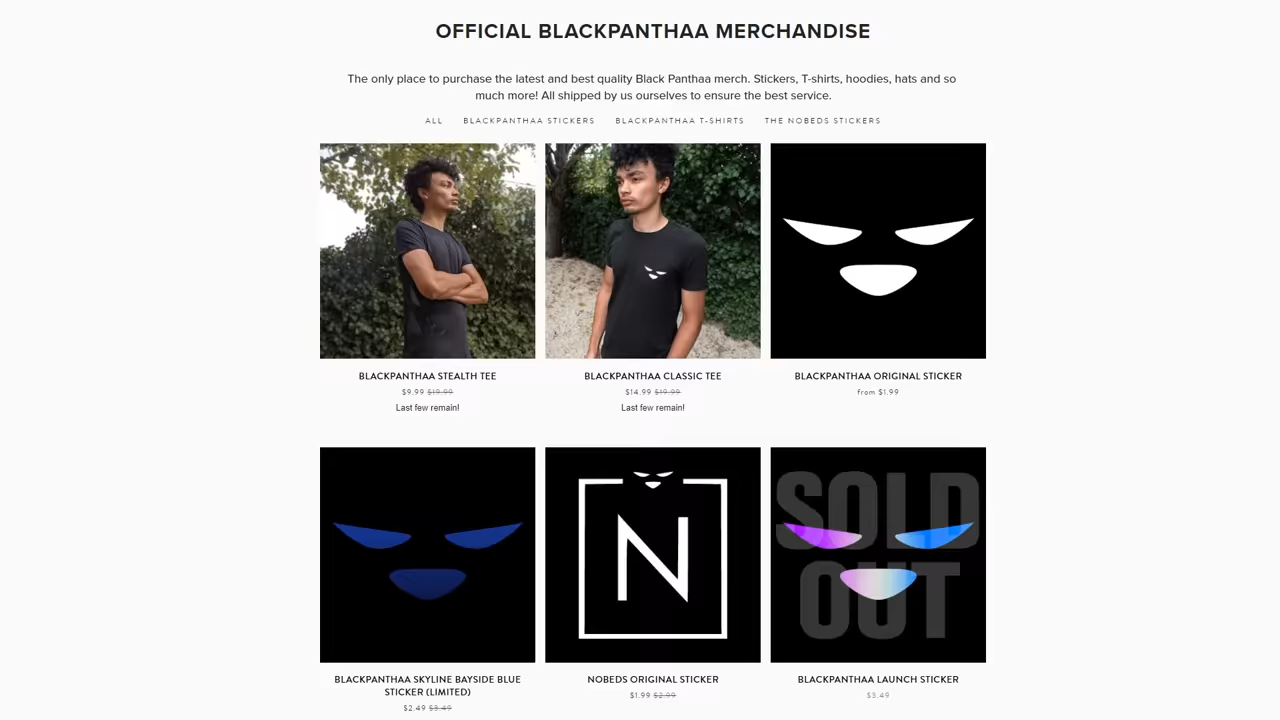 OFFICIAL BLACKPANTHAA MERCHANDISE
The only place to purchase the latest and best quality Black Panthaa merch. Stickers, T-shirts, hoodies, hats and so
much more! All shipped by us ourselves to ensure the best service.
ALL BLACKPANTHAA STICKERS BLACKPANTHAA T-SHIRTS THE NOBEDS STICKERS
BLACKPANTHAA STEALTH TEE
$9.99 $19.99
Last few remain!
BLACKPANTHAA CLASSIC TEE
$14.99 $19.99
Last few remain!
BLACKPANTHAA ORIGINAL STICKER
from $1.99
BLACKPANTHAA SKYLINE BAYSIDE BLUE
STICKER (LIMITED)
$2.49 $3.49
N
NOBEDS ORIGINAL STICKER
$1.99 $2.99
SOLD
OUT
BLACKPANTHAA LAUNCH STICKER
$3.49